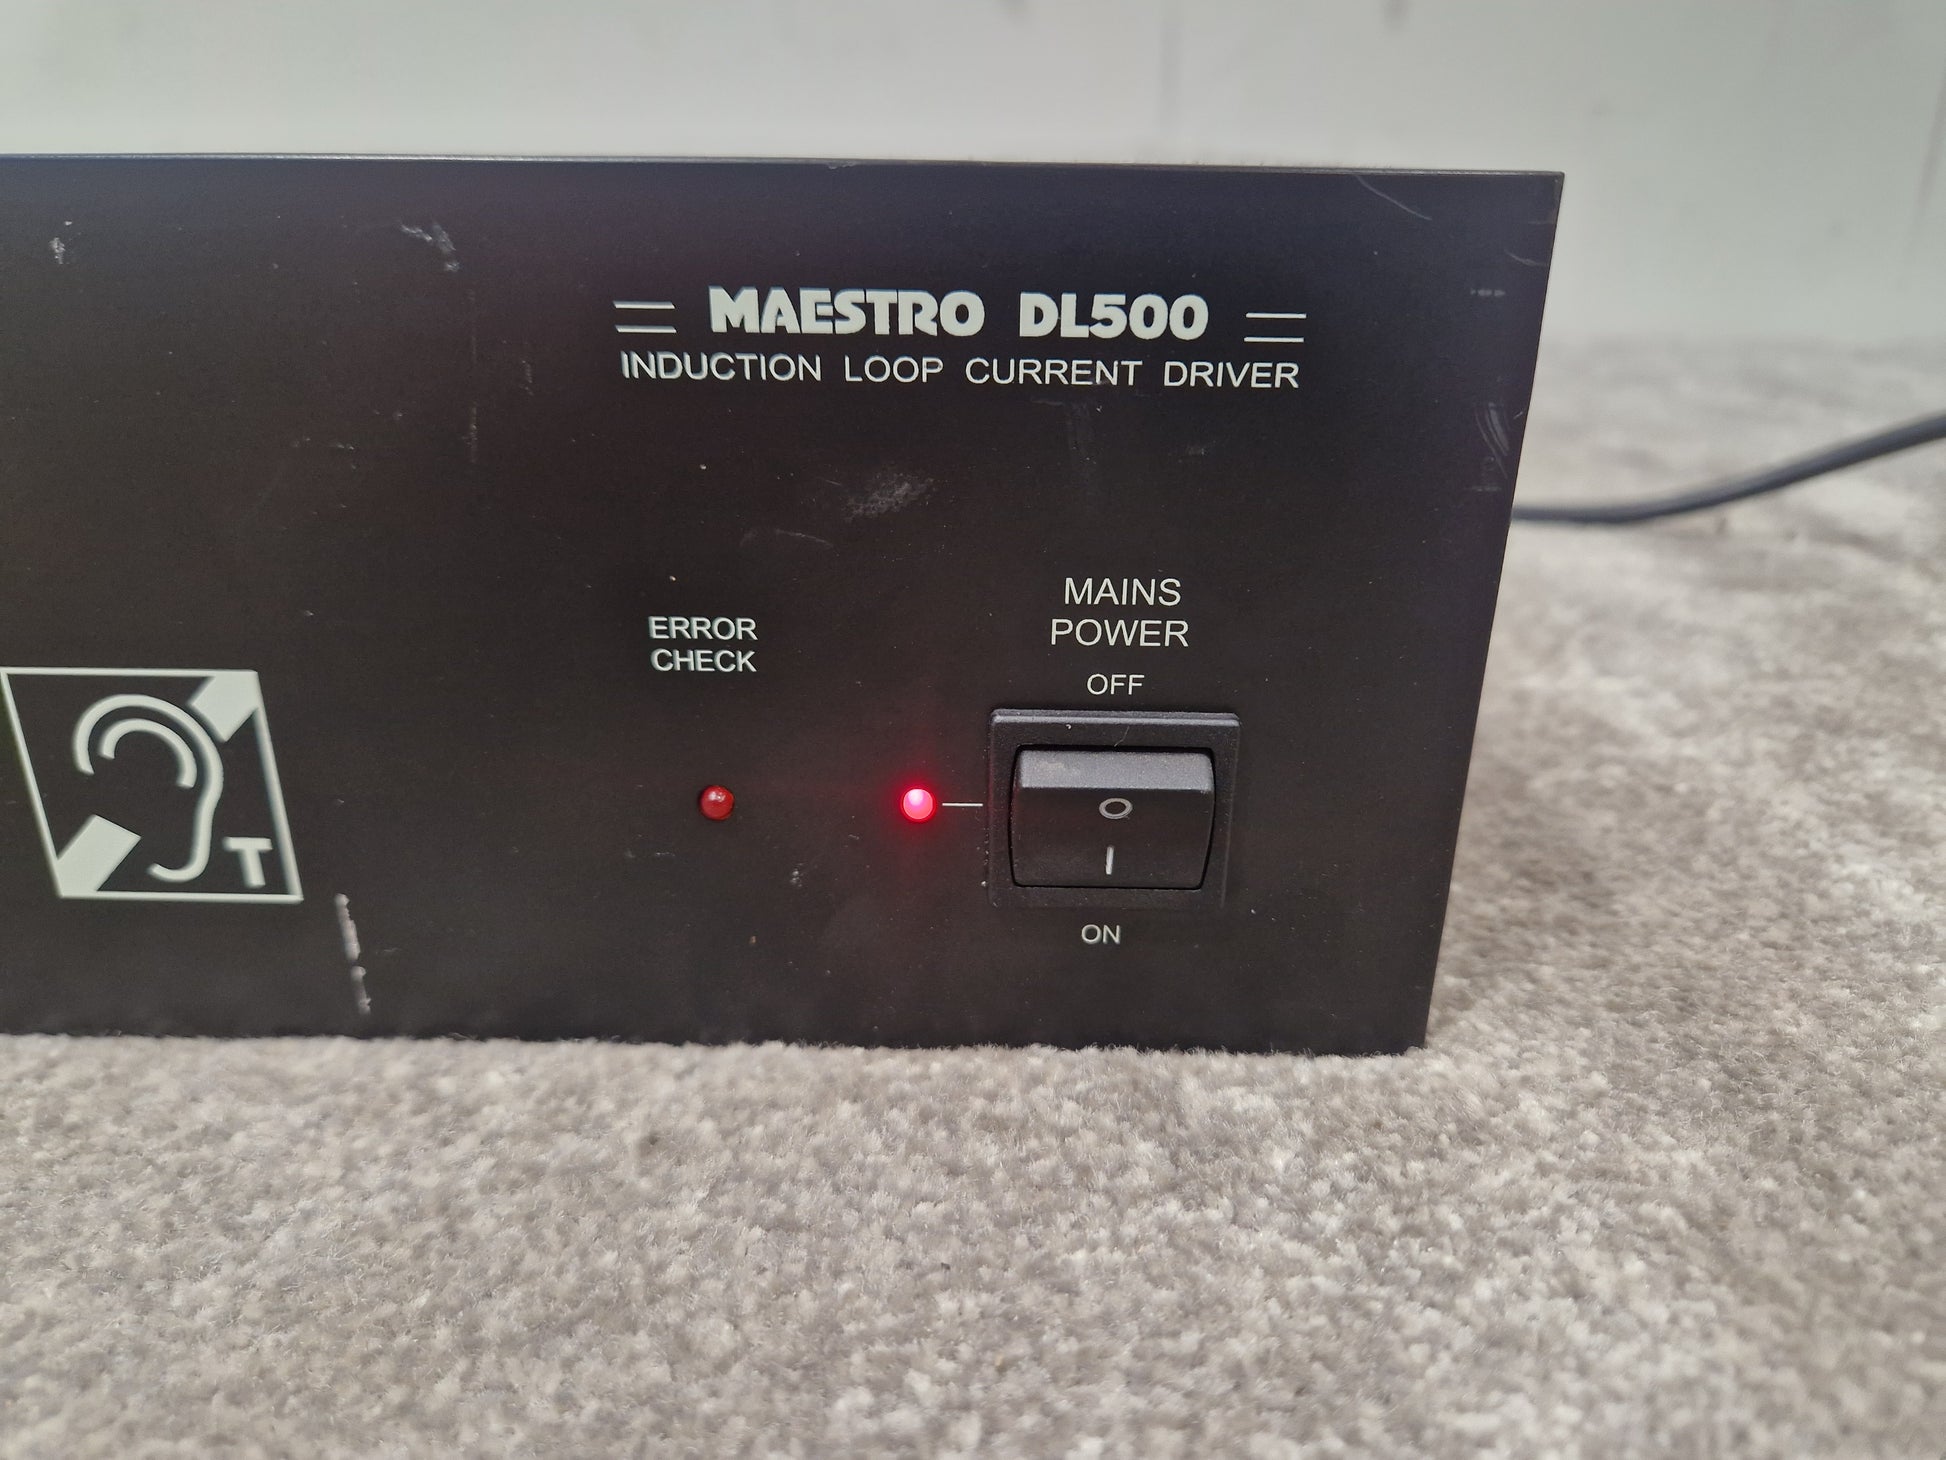 MAESTRO DL500
INDUCTION LOOP CURRENT DRIVER
MAINS
POWER
OFF
ERROR
CHECK
O
I
T
ON